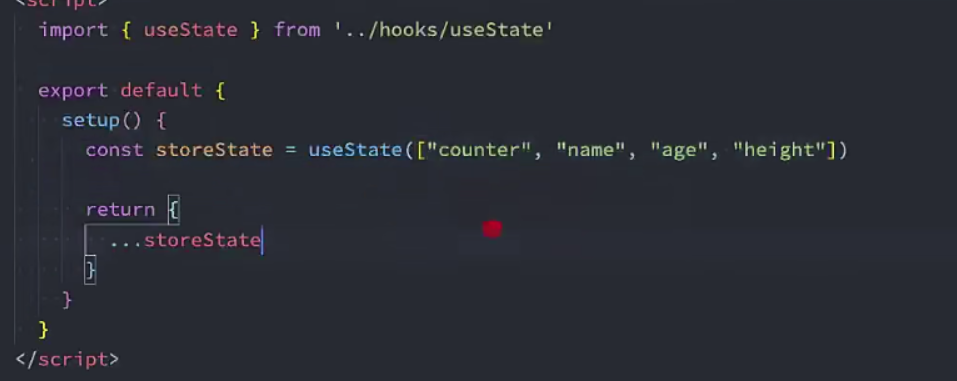 <script>
import { useState } from '../hooks/useState'
export default {
setup() {
const storeState = useState(["counter", "name", "age", "height"])
return {
...storeState
}
}
}
</script>